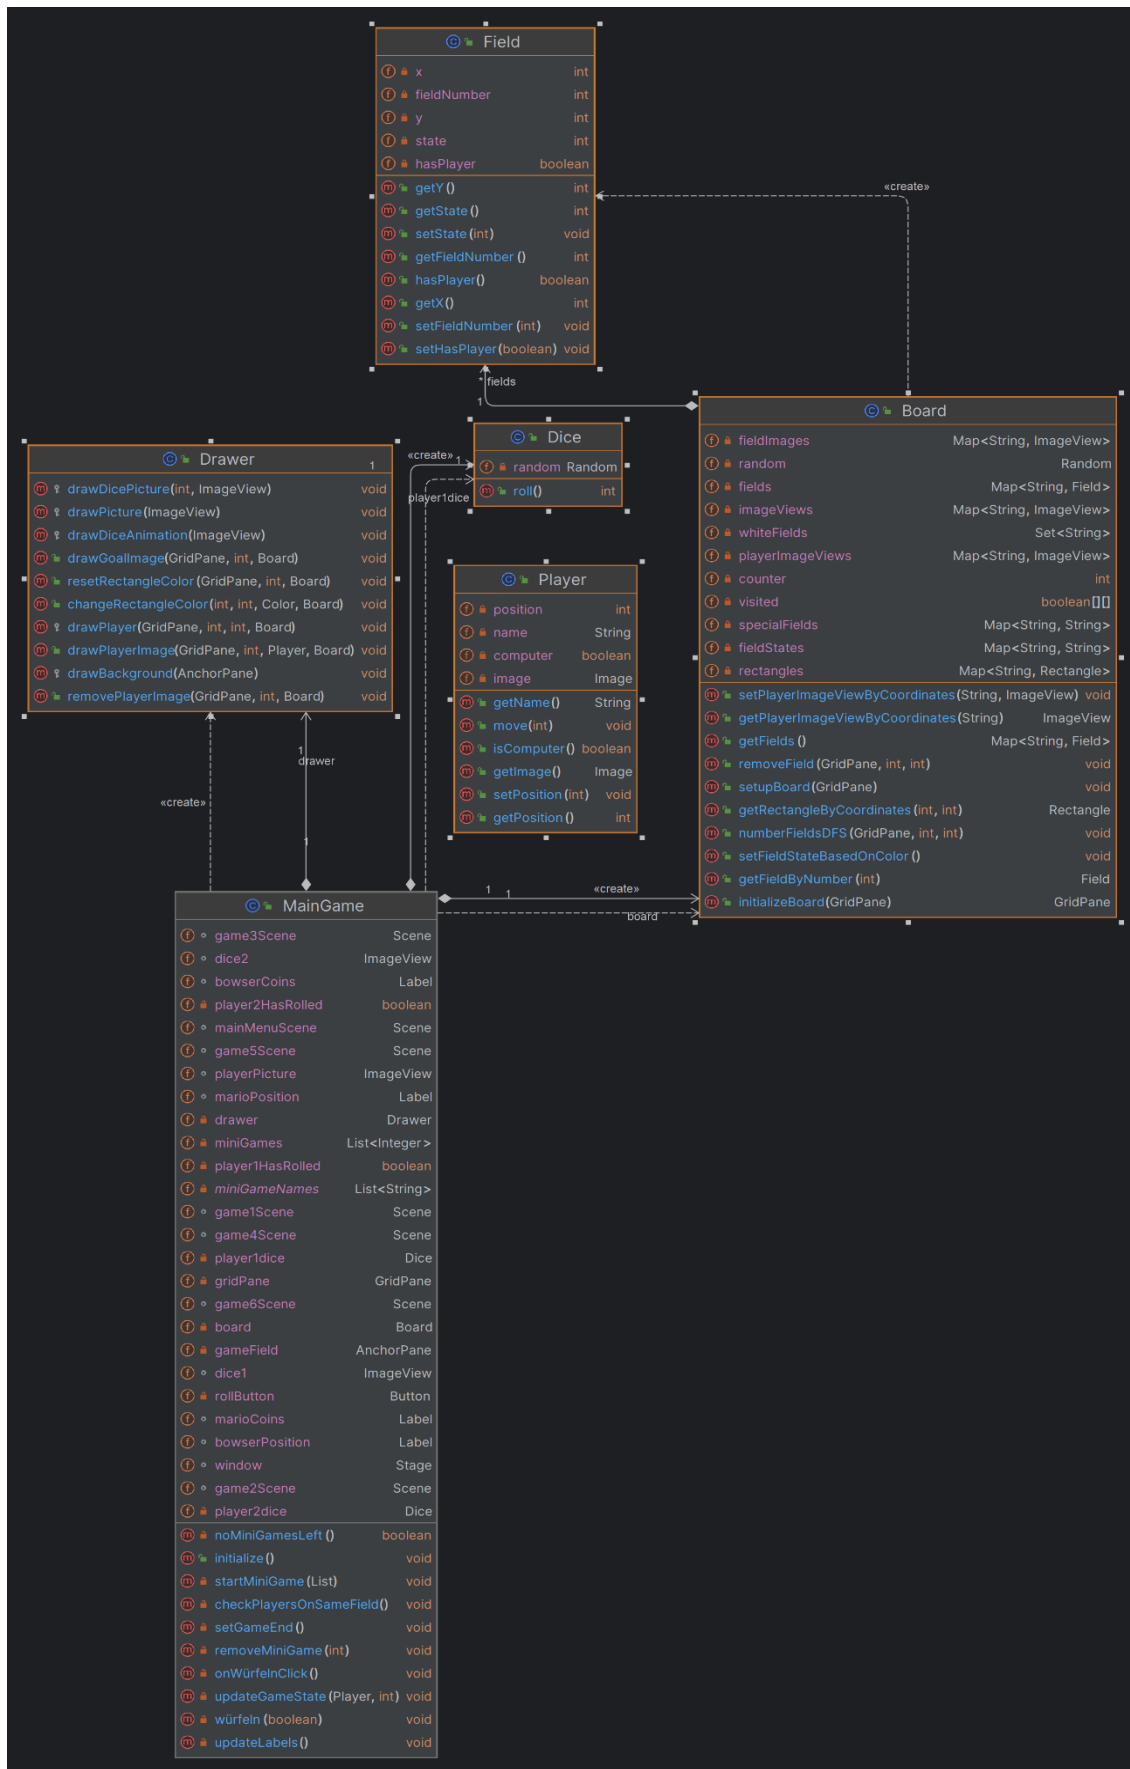 Field
x int
fieldNumber int
y int
state int
hasPlayer boolean
getY() int
getState() int
setState(int) void
getFieldNumber() int
hasPlayer() boolean
getX() int
setFieldNumber(int) void
setHasPlayer(boolean) void
«create»
* fields
1
Board
fieldImages Map<String, ImageView>
random Random
fields Map<String, Field>
imageViews Map<String, ImageView>
whiteFields Set<String>
playerImageViews Map<String, ImageView>
counter int
visited boolean[][]
specialFields Map<String, String>
fieldStates Map<String, String>
rectangles Map<String, Rectangle>
setPlayerImageViewByCoordinates(String, ImageView) void
getPlayerImageViewByCoordinates(String) ImageView
getFields() Map<String, Field>
removeField(GridPane, int, int) void
setupBoard(GridPane) void
getRectangleByCoordinates(int, int) Rectangle
numberFieldsDFS(GridPane, int, int) void
setFieldStateBasedOnColor() void
getFieldByNumber(int) Field
initializeBoard(GridPane) GridPane
Dice
random Random
roll() int
«create»
1
player1dice
Drawer
1
drawDicePicture(int, ImageView) void
drawPicture(ImageView) void
drawDiceAnimation(ImageView) void
drawGoalImage(GridPane, int, Board) void
resetRectangleColor(GridPane, int, Board) void
changeRectangleColor(int, int, Color, Board) void
drawPlayer(GridPane, int, int, Board) void
drawPlayerImage(GridPane, int, Player, Board) void
drawBackground(AnchorPane) void
removePlayerImage(GridPane, int, Board) void
Player
position int
name String
computer boolean
image Image
getName() String
move(int) void
isComputer() boolean
getImage() Image
setPosition(int) void
getPosition() int
1
drawer
«create»
1
1
1
«create»
board
MainGame
game3Scene Scene
dice2 ImageView
bowserCoins Label
player2HasRolled boolean
mainMenuScene Scene
game5Scene Scene
playerPicture ImageView
marioPosition Label
drawer Drawer
miniGames List<Integer>
player1HasRolled boolean
miniGameNames List<String>
game1Scene Scene
game4Scene Scene
player1dice Dice
gridPane GridPane
game6Scene Scene
board Board
gameField AnchorPane
dice1 ImageView
rollButton Button
marioCoins Label
bowserPosition Label
window Stage
game2Scene Scene
player2dice Dice
noMiniGamesLeft() boolean
initialize() void
startMiniGame(List) void
checkPlayersOnSameField() void
setGameEnd() void
removeMiniGame(int) void
onWürfelnClick() void
updateGameState(Player, int) void
würfeln(boolean) void
updateLabels() void